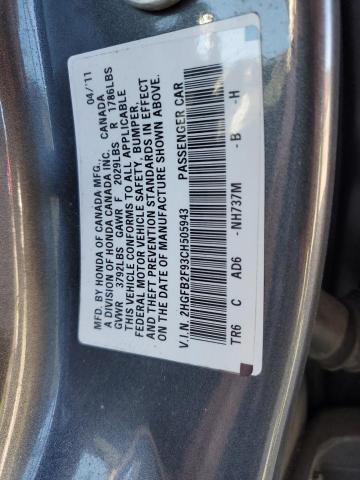 MFD. BY HONDA OF CANADA MFG., CANADA 04/11
A DIVISION OF HONDA CANADA INC.
GVWR 3792LBS GAWR F 2029LBS R 1786LBS
THIS VEHICLE CONFORMS TO ALL APPLICABLE
FEDERAL MOTOR VEHICLE SAFETY, BUMPER,
AND THEFT PREVENTION STANDARDS IN EFFECT
ON THE DATE OF MANUFACTURE SHOWN ABOVE.
V.I.N. 2HGFB2F93CH505943 PASSENGER CAR
TR6 C AD6 -NH737M -B -H